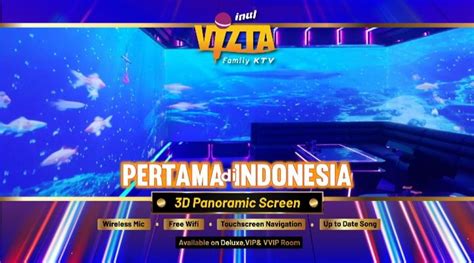 inul
VIZTA
Family KTV
PERTAMA di INDONESIA
3D Panoramic Screen
Wireless Mic • Free Wifi • Touchscreen Navigation • Up to Date Song
Available on Deluxe,VIP& VVIP Room